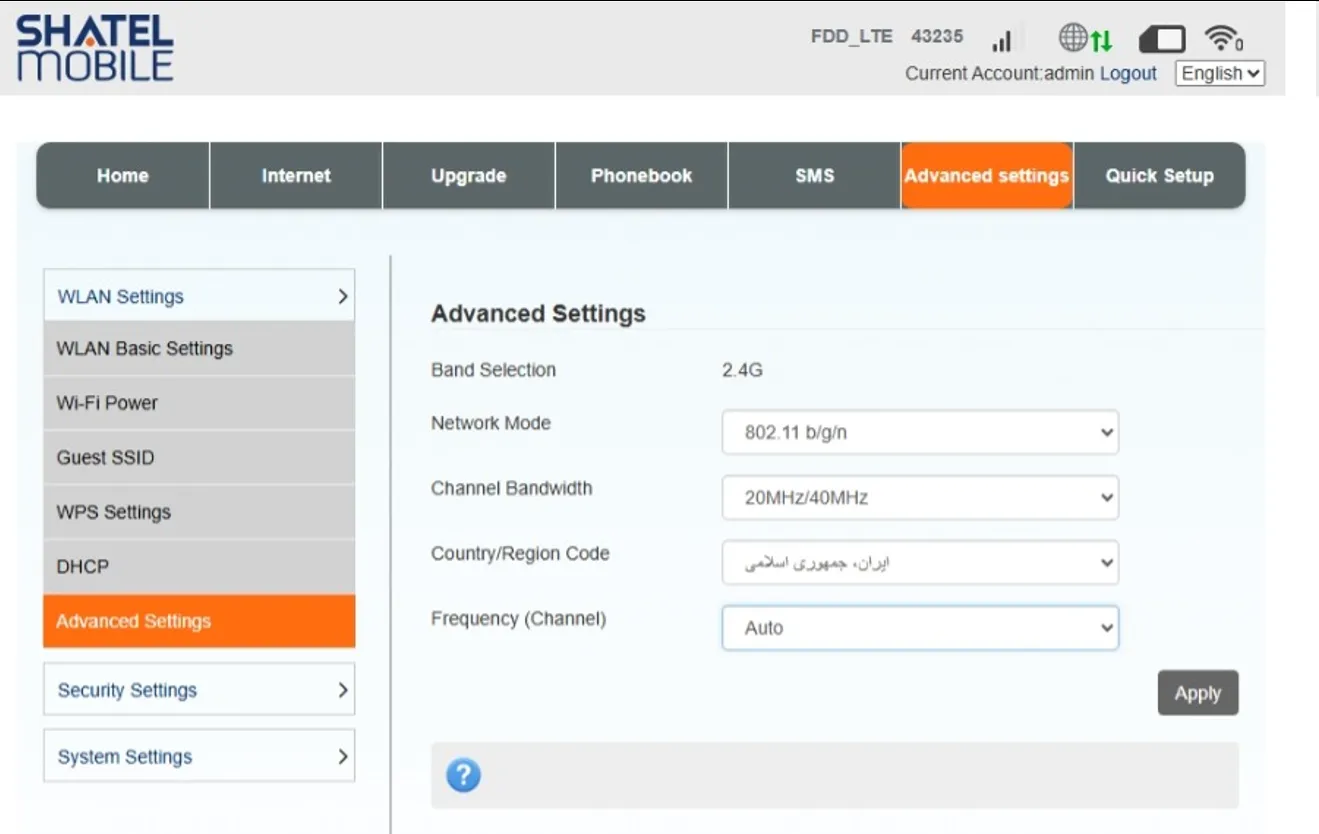 SHATEL
MOBILE
FDD_LTE 43235
0
Current Account:admin Logout English
Home Internet Upgrade Phonebook SMS Advanced settings Quick Setup
WLAN Settings
WLAN Basic Settings
Wi-Fi Power
Guest SSID
WPS Settings
DHCP
Advanced Settings
Security Settings
System Settings
Advanced Settings
Band Selection 2.4G
Network Mode 802.11 b/g/n
Channel Bandwidth 20MHz/40MHz
Country/Region Code ایران، جمهوری اسلامی
Frequency (Channel) Auto
Apply
?